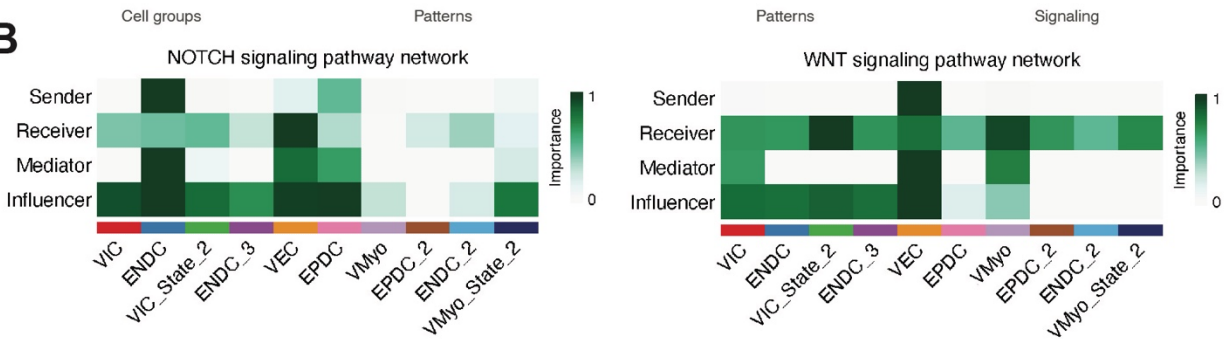 Cell groups
Patterns
Patterns
Signaling
B
NOTCH signaling pathway network
Sender
Receiver
Mediator
Influencer
1
Importance
0
VIC
ENDC
VIC_State_2
ENDC_3
VEC
EPDC
VMyo
EPDC_2
ENDC_2
VMyo_State_2
WNT signaling pathway network
Sender
Receiver
Mediator
Influencer
1
Importance
0
VIC
ENDC
VIC_State_2
ENDC_3
VEC
EPDC
VMyo
EPDC_2
ENDC_2
VMyo_State_2